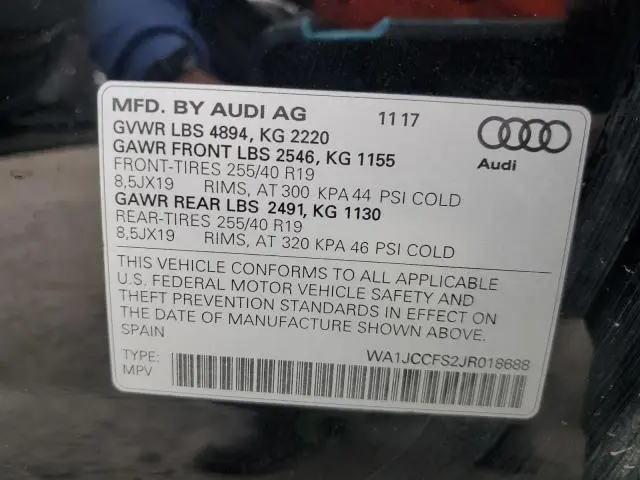 MFD. BY AUDI AG 11 17
GVWR LBS 4894, KG 2220
GAWR FRONT LBS 2546, KG 1155
FRONT-TIRES 255/40 R19
8,5JX19 RIMS, AT 300 KPA 44 PSI COLD
GAWR REAR LBS 2491, KG 1130
REAR-TIRES 255/40 R19
8,5JX19 RIMS, AT 320 KPA 46 PSI COLD
Audi
THIS VEHICLE CONFORMS TO ALL APPLICABLE
U.S. FEDERAL MOTOR VEHICLE SAFETY AND
THEFT PREVENTION STANDARDS IN EFFECT ON
THE DATE OF MANUFACTURE SHOWN ABOVE.
SPAIN
WA1JCCFS2JR018688
TYPE:
MPV